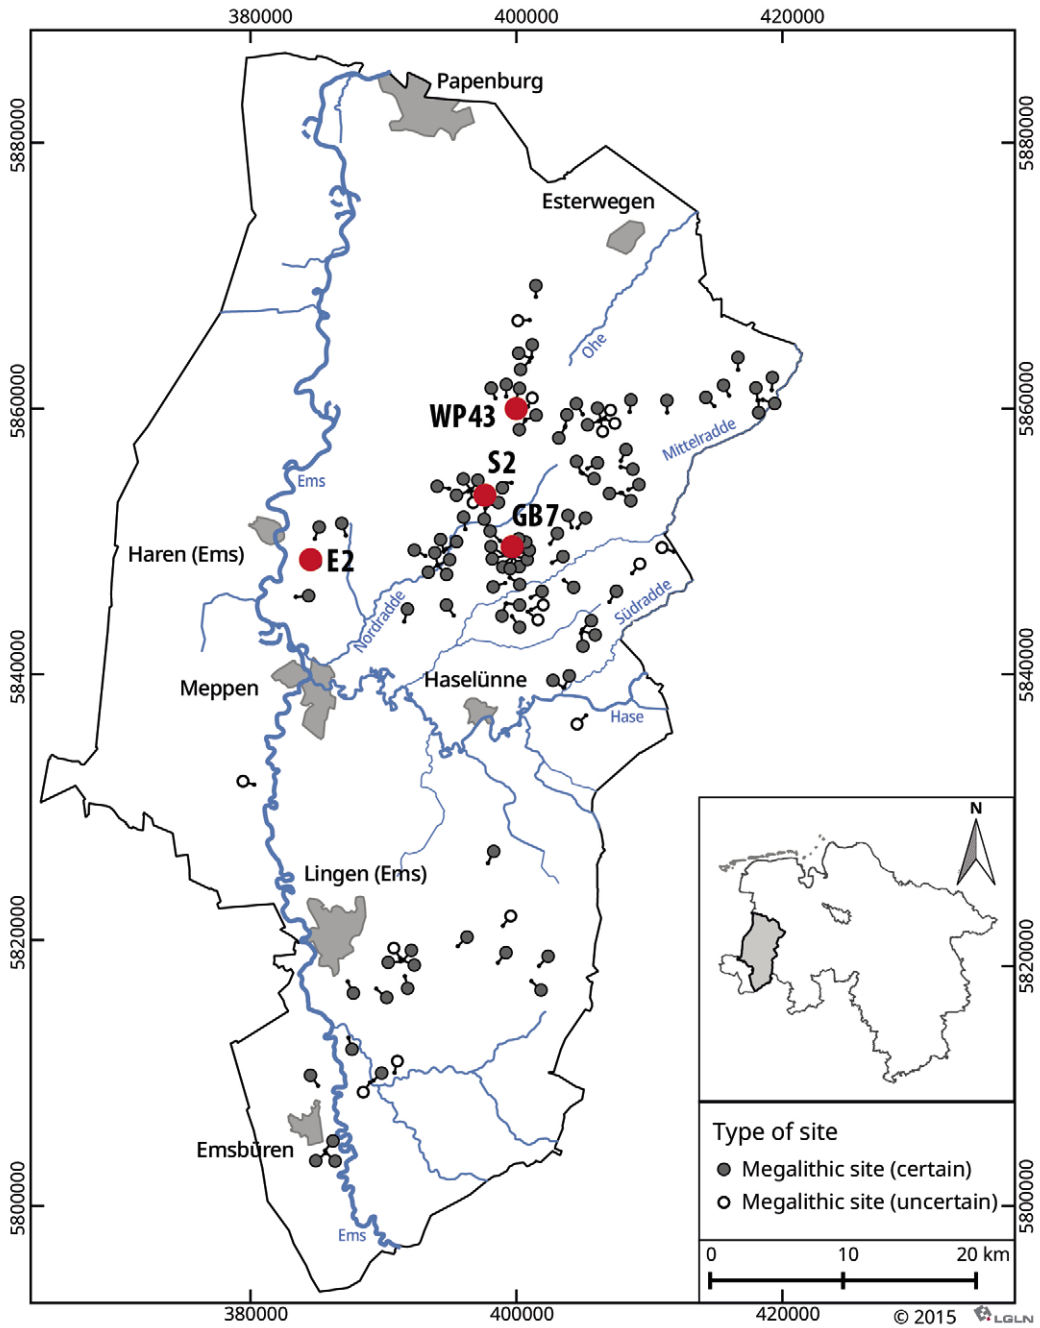 380000 400000 420000
Papenburg
5880000 5880000
Esterwegen
Ohe
WP43
5860000 5860000
Mittelradde
S2
Ems
GB7
Haren (Ems)
E2
Nordradde
Südradde
5840000 5840000
Meppen
Haselünne
Hase
N
Lingen (Ems)
5820000 5820000
Type of site
Emsbüren
Megalithic site (certain)
Megalithic site (uncertain)
5800000 5800000
Ems
0 10 20 km
380000 400000 420000
© 2015 LGLN